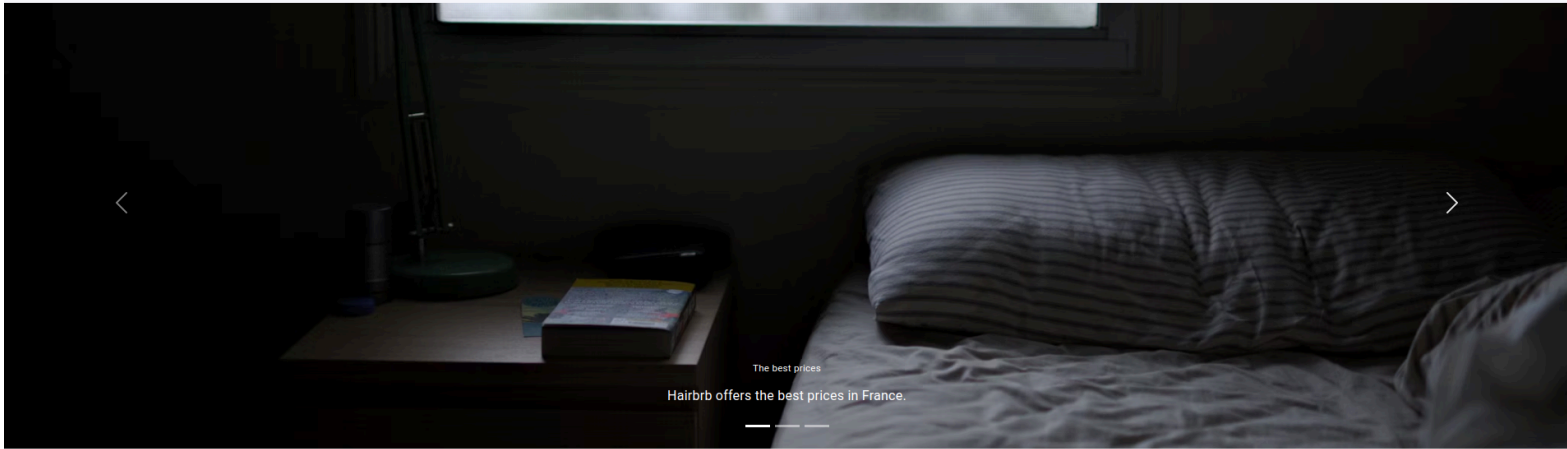 The best prices
Hairbrb offers the best prices in France.